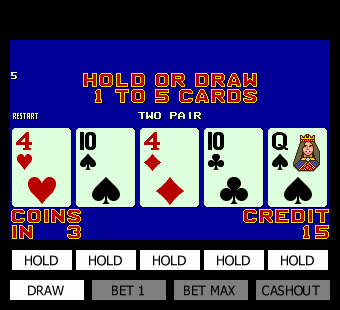 5
HOLD OR DRAW
1 TO 5 CARDS
RESTART
TWO PAIR
4 10 4 10 Q
COINS CREDIT
IN 3 15
HOLD HOLD HOLD HOLD HOLD
DRAW BET 1 BET MAX CASHOUT